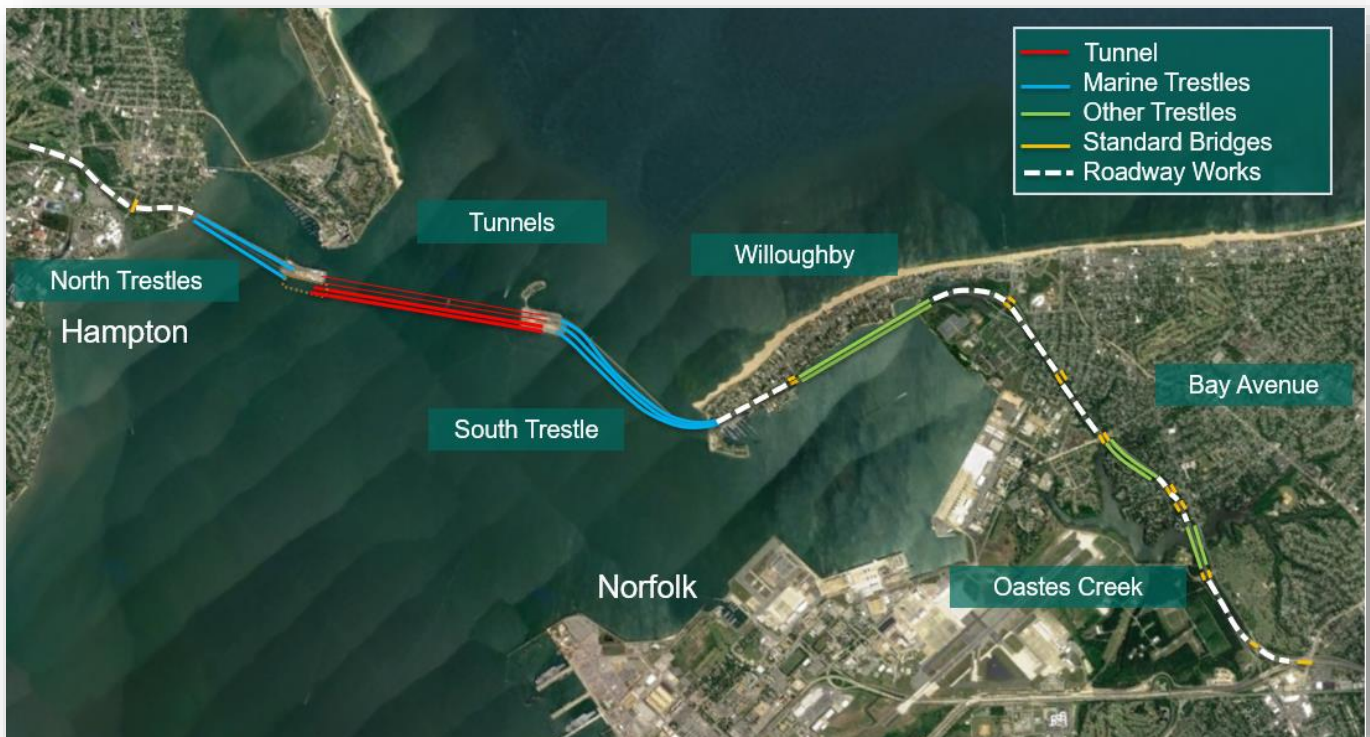 Tunnel
Marine Trestles
Other Trestles
Standard Bridges
Roadway Works
Tunnels
Willoughby
North Trestles
Hampton
Bay Avenue
South Trestle
Norfolk
Oastes Creek